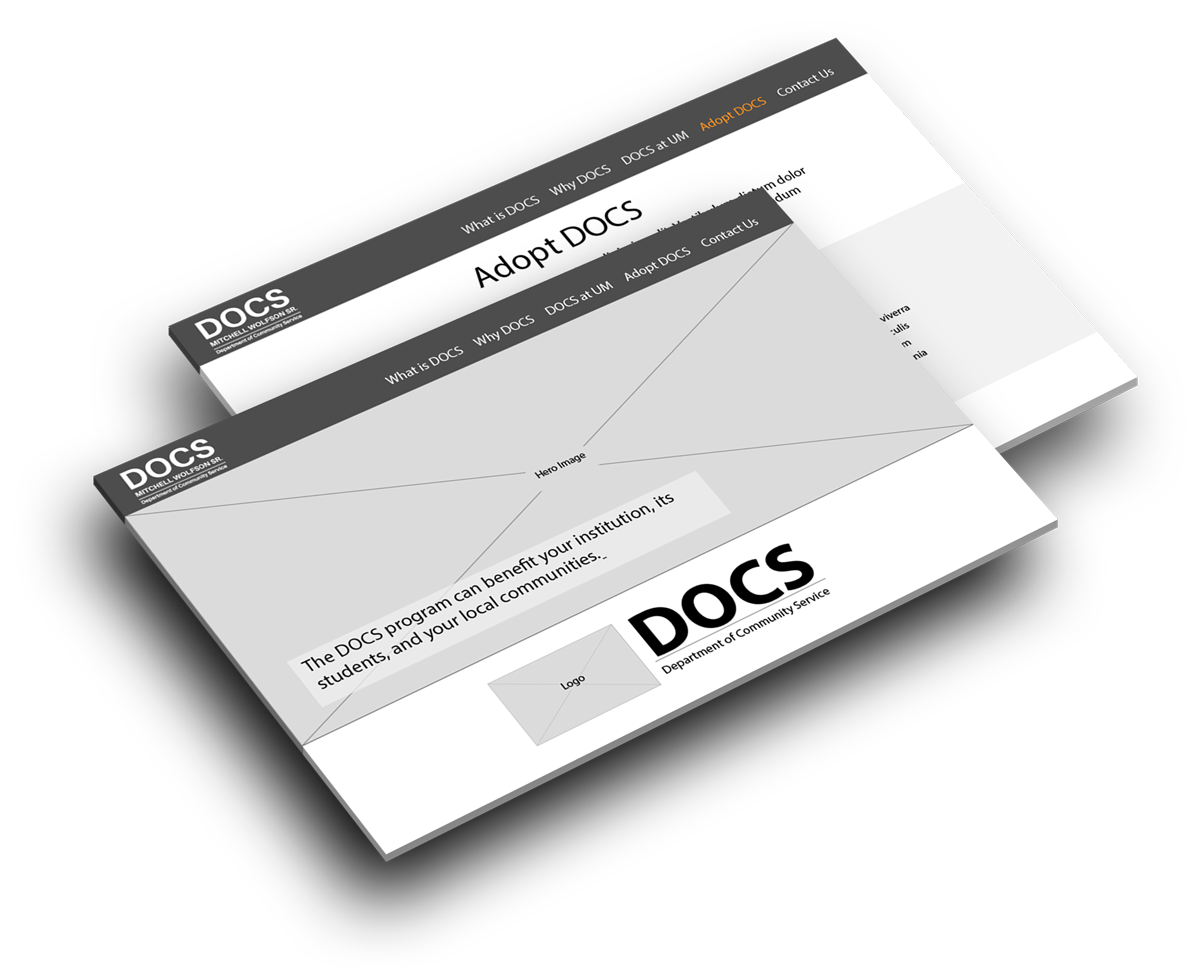 What is DOCS Why DOCS DOCS at UM Adopt DOCS Contact Us
DOCS
MITCHELL WOLFSON SR.
Department of Community Service
Adopt DOCS
dolor
dum
viverra
culis
m
nia
What is DOCS Why DOCS DOCS at UM Adopt DOCS Contact Us
DOCS
MITCHELL WOLFSON SR.
Department of Community Service
Hero Image
The DOCS program can benefit your institution, its
students, and your local communities._
Logo
DOCS
Department of Community Service